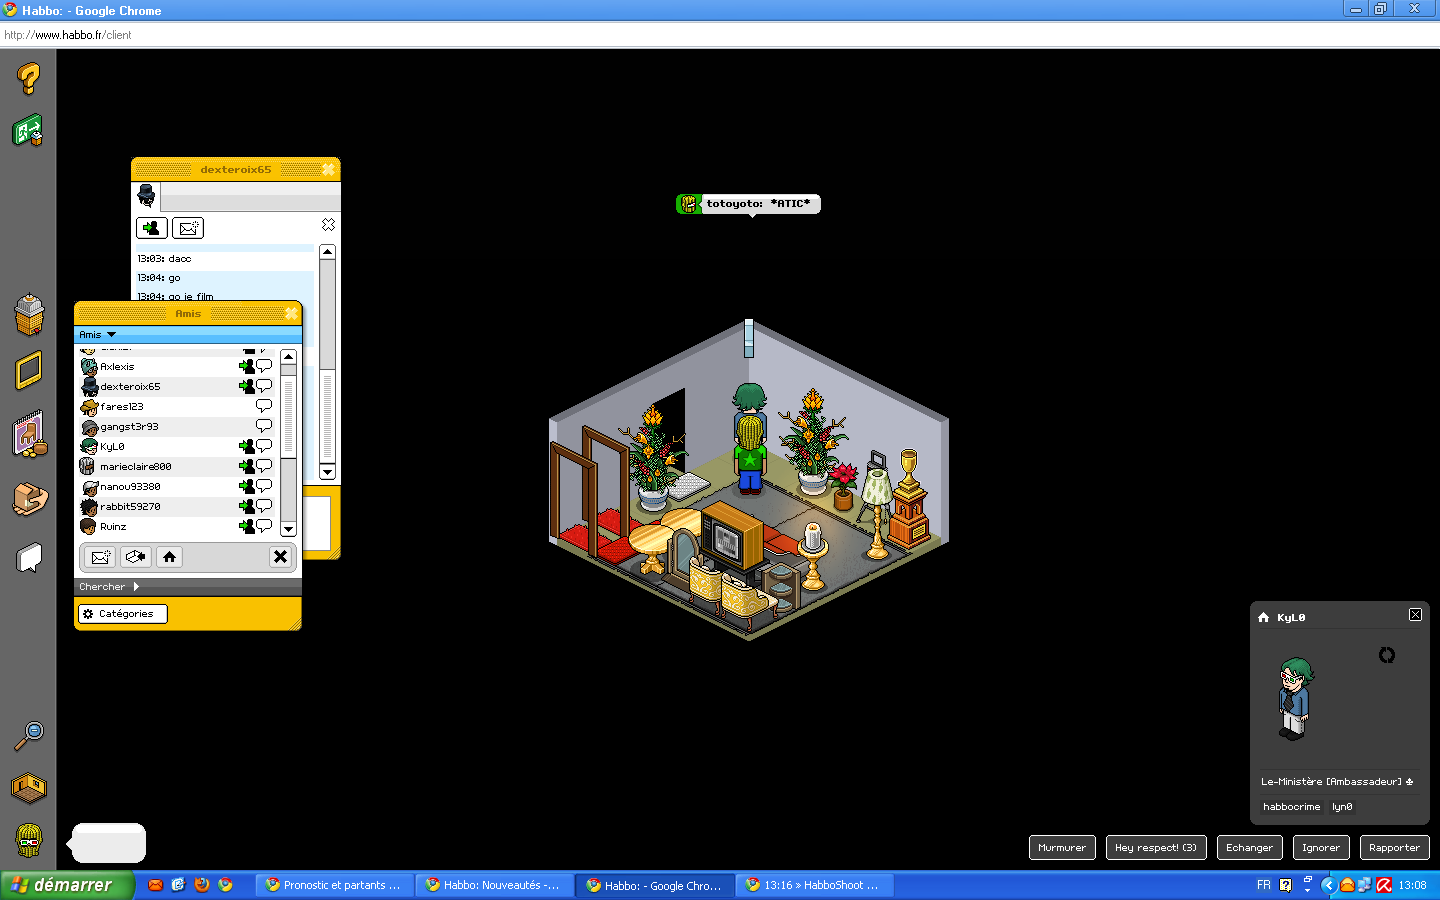 Habbo: - Google Chrome
http://www.habbo.fr/client
dexteroix65
13:03: dacc
13:04: go
13:04: go je film
totoyoto: *ATIC*
Amis
Amis
Axlexis
dexteroix65
fares123
gangst3r93
KyL0
marieclaire800
nanou93380
rabbit59270
Ruinz
Chercher
Catégories
KyL0
Le-Ministère [Ambassadeur] ♣
habbocrime lyn0
Murmurer Hey respect! (3) Echanger Ignorer Rapporter
démarrer Pronostic et partants ... Habbo: Nouveautés -... Habbo: - Google Chro... 13:16 » HabboShoot ... FR 13:08